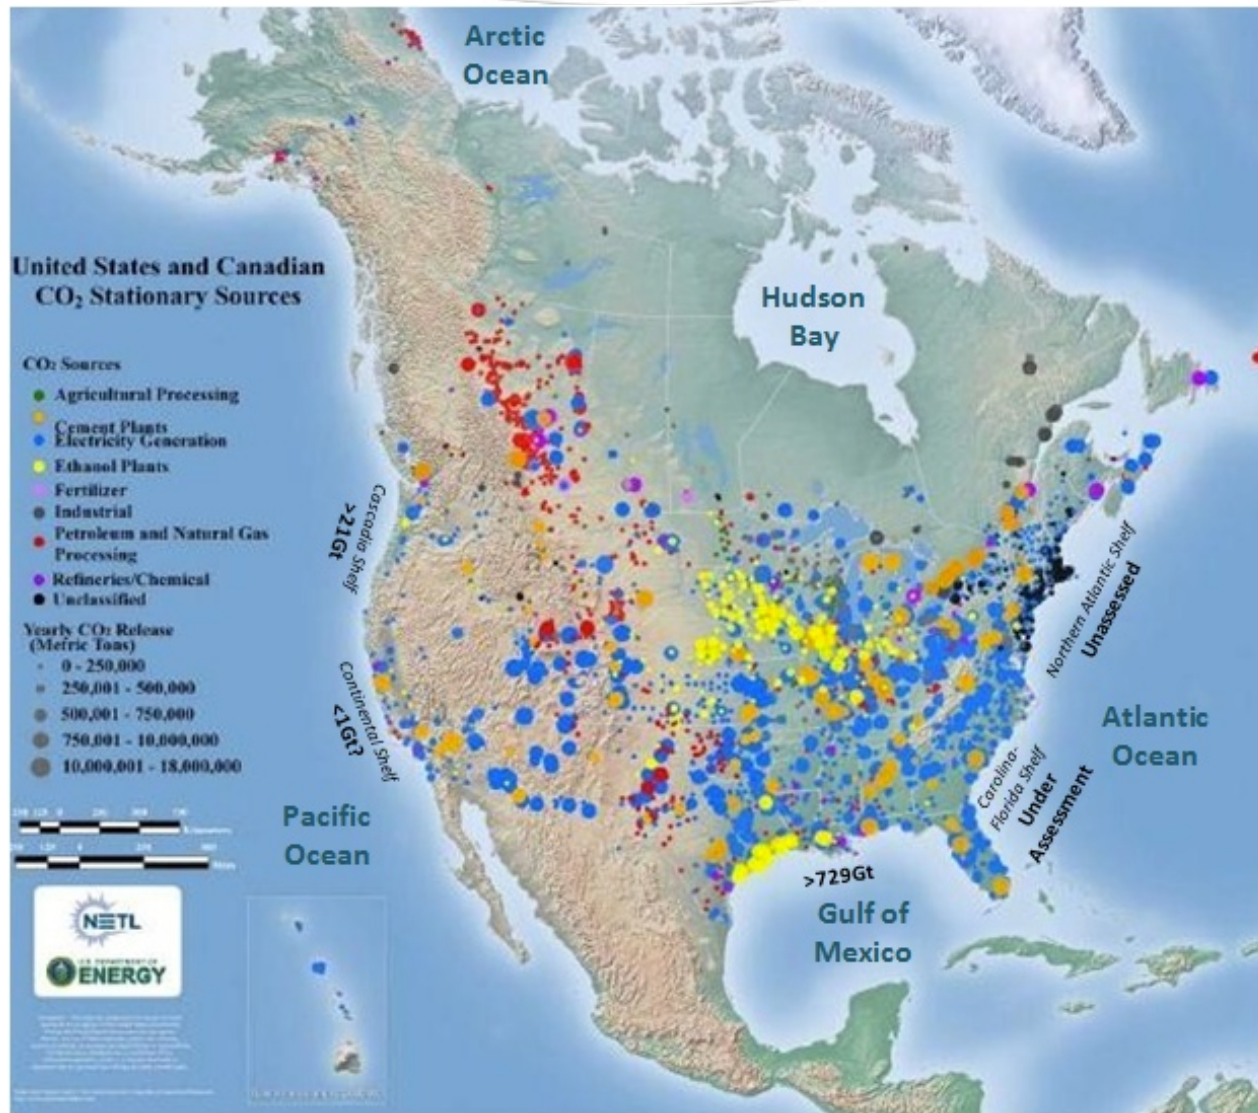 Arctic
Ocean
United States and Canadian
CO₂ Stationary Sources
Hudson
Bay
CO₂ Sources
Agricultural Processing
Cement Plants
Electricity Generation
Ethanol Plants
Fertilizer
Industrial
Petroleum and Natural Gas
Processing
Refineries/Chemical
Unclassified
Yearly CO₂ Release
(Metric Tons)
0 - 250,000
250,001 - 500,000
500,001 - 750,000
750,001 - 10,000,000
10,000,001 - 18,000,000
Cascadia Shelf
>21Gt
Continental Shelf
<1Gt?
Northern Atlantic Shelf
Unassessed
Atlantic
Ocean
Carolina-
Florida Shelf
Under
Assessment
Pacific
Ocean
>729Gt
Gulf of
Mexico
NETL
U.S. DEPARTMENT OF
ENERGY